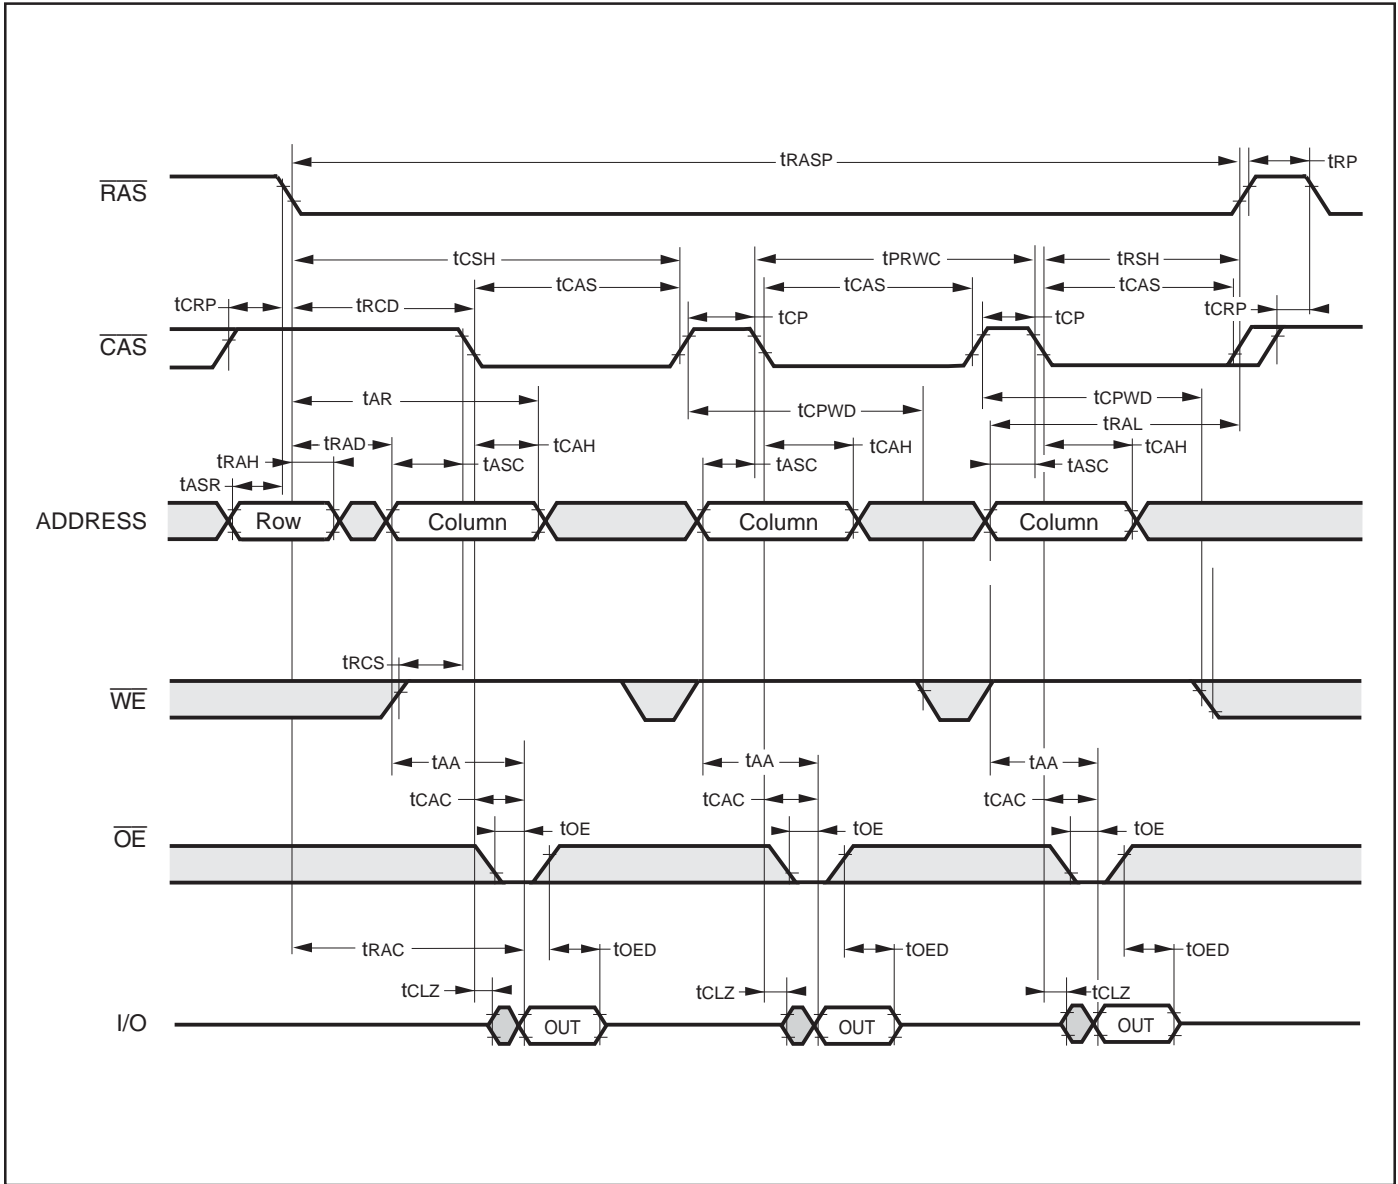 tRASP
tRP
RAS
tCSH
tPRWC
tRSH
tCAS
tCAS
tCAS
tCRP
tRCD
tCP
tCP
tCRP
CAS
tAR
tCPWD
tCPWD
tRAL
tRAD
tCAH
tCAH
tCAH
tRAH
tASC
tASC
tASC
tASR
ADDRESS
Row
Column
Column
Column
tRCS
WE
tAA
tAA
tAA
tCAC
tCAC
tCAC
OE
tOE
tOE
tOE
tRAC
tOED
tOED
tOED
tCLZ
tCLZ
tCLZ
I/O
OUT
OUT
OUT